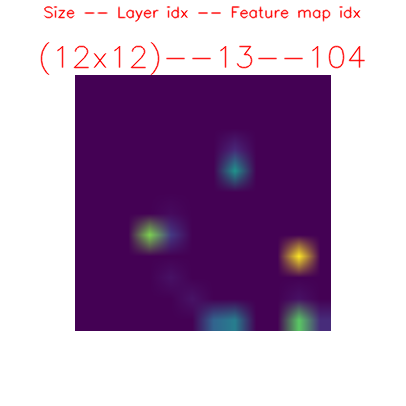 Size -- Layer idx -- Feature map idx
(12x12)--13--104